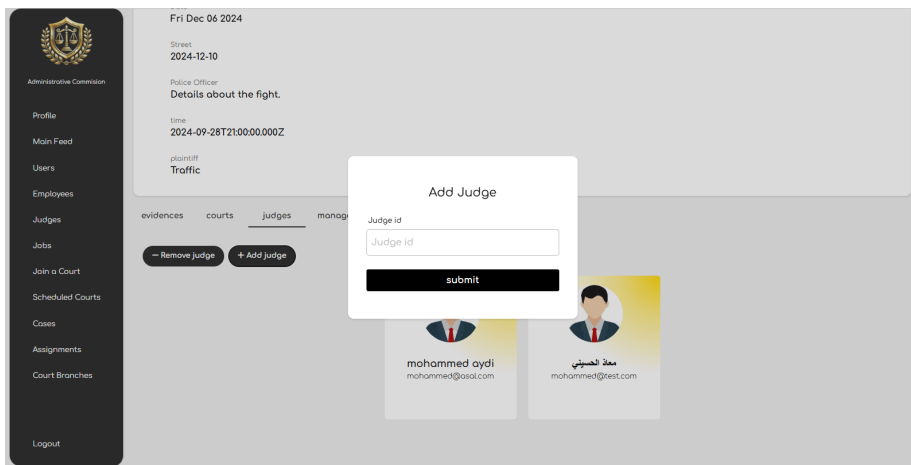 Administrative Commision
Profile
Main Feed
Users
Employees
Judges
Jobs
Join a Court
Scheduled Courts
Cases
Assignments
Court Branches
Logout
Fri Dec 06 2024
Street
2024-12-10
Police Officer
Details about the fight.
time
2024-09-28T21:00:00.000Z
plaintiff
Traffic
evidences courts judges manag
− Remove judge + Add judge
Add Judge
Judge id
Judge id
submit
mohammed aydi
mohammed@asal.com
معاذ الحسيني
mohammed@test.com